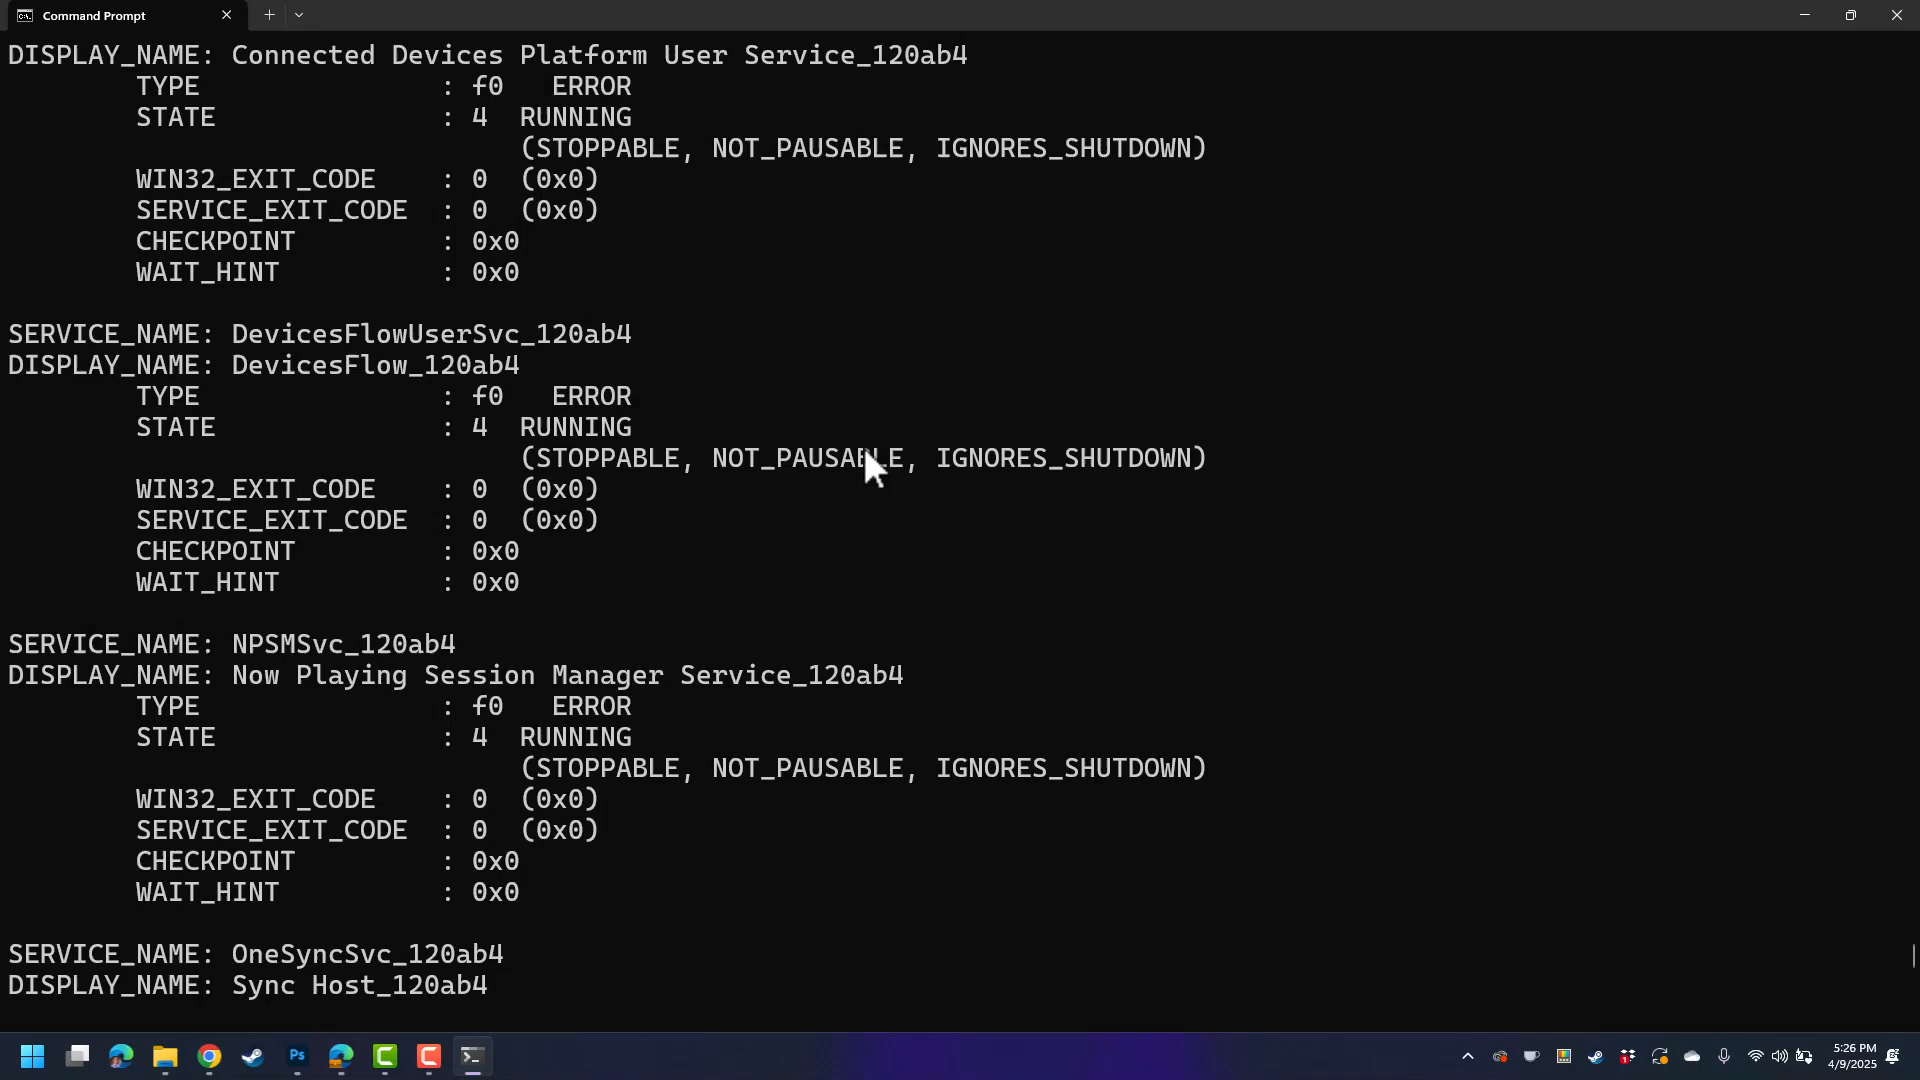 Command Prompt
DISPLAY_NAME: Connected Devices Platform User Service_120ab4
TYPE : f0 ERROR
STATE : 4 RUNNING
(STOPPABLE, NOT_PAUSABLE, IGNORES_SHUTDOWN)
WIN32_EXIT_CODE : 0 (0x0)
SERVICE_EXIT_CODE : 0 (0x0)
CHECKPOINT : 0x0
WAIT_HINT : 0x0
SERVICE_NAME: DevicesFlowUserSvc_120ab4
DISPLAY_NAME: DevicesFlow_120ab4
TYPE : f0 ERROR
STATE : 4 RUNNING
(STOPPABLE, NOT_PAUSABLE, IGNORES_SHUTDOWN)
WIN32_EXIT_CODE : 0 (0x0)
SERVICE_EXIT_CODE : 0 (0x0)
CHECKPOINT : 0x0
WAIT_HINT : 0x0
SERVICE_NAME: NPSMSvc_120ab4
DISPLAY_NAME: Now Playing Session Manager Service_120ab4
TYPE : f0 ERROR
STATE : 4 RUNNING
(STOPPABLE, NOT_PAUSABLE, IGNORES_SHUTDOWN)
WIN32_EXIT_CODE : 0 (0x0)
SERVICE_EXIT_CODE : 0 (0x0)
CHECKPOINT : 0x0
WAIT_HINT : 0x0
SERVICE_NAME: OneSyncSvc_120ab4
DISPLAY_NAME: Sync Host_120ab4
Ps
5:26 PM
4/9/2025